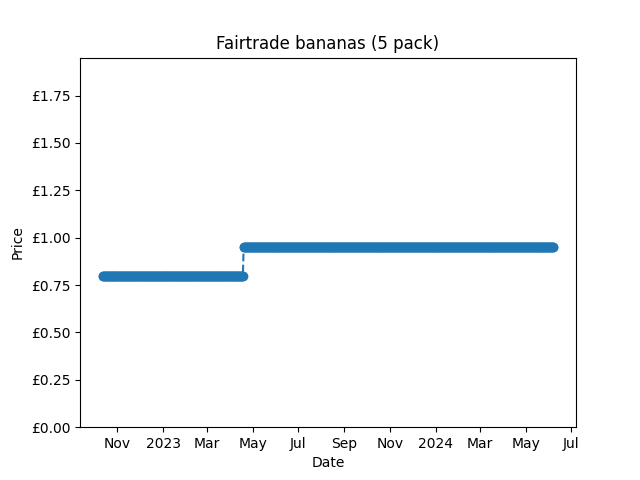 Fairtrade bananas (5 pack)
£1.75
£1.50
£1.25
£1.00
£0.75
£0.50
£0.25
£0.00
Price
Nov 2023 Mar May Jul Sep Nov 2024 Mar May Jul
Date